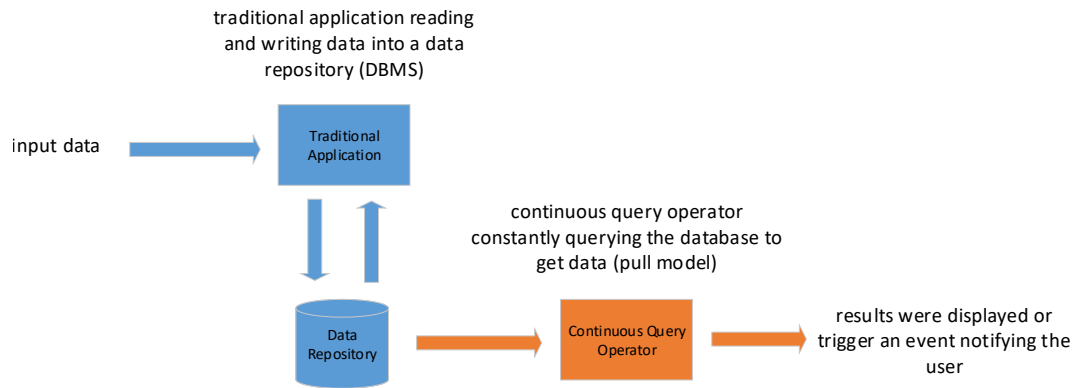 traditional application reading
and writing data into a data
repository (DBMS)
input data
Traditional
Application
continuous query operator
constantly querying the database to
get data (pull model)
Data
Repository
Continuous Query
Operator
results were displayed or
trigger an event notifying the
user